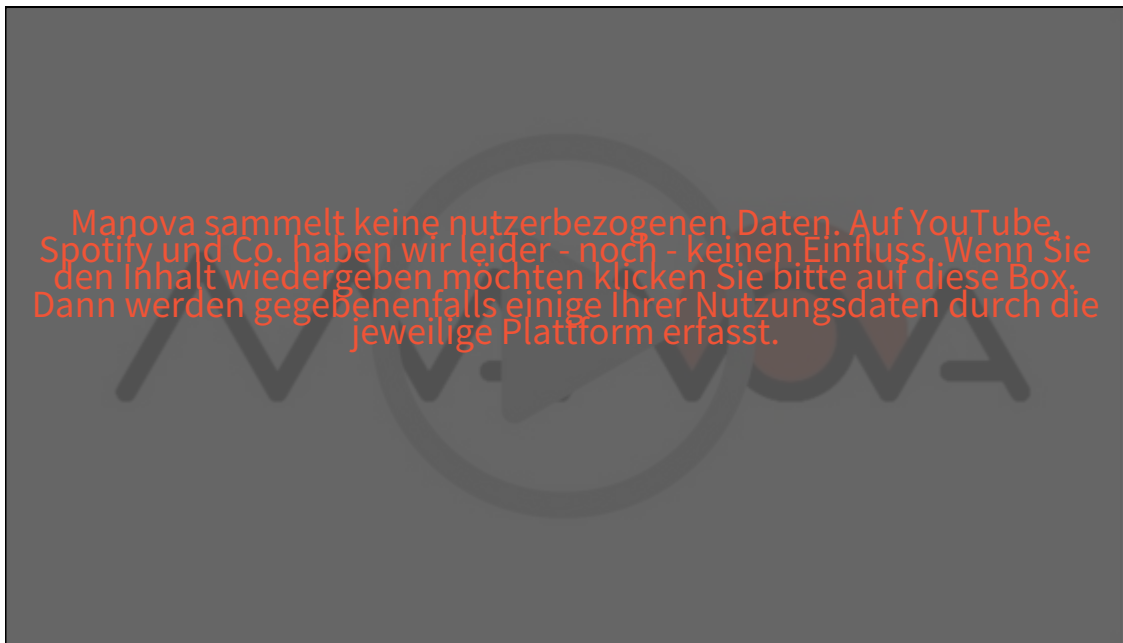 Manova sammelt keine nutzerbezogenen Daten. Auf YouTube,
Spotify und Co. haben wir leider - noch - keinen Einfluss. Wenn Sie
den Inhalt wiedergeben möchten klicken Sie bitte auf diese Box.
Dann werden gegebenenfalls einige Ihrer Nutzungsdaten durch die
jeweilige Plattform erfasst.
MANOVA